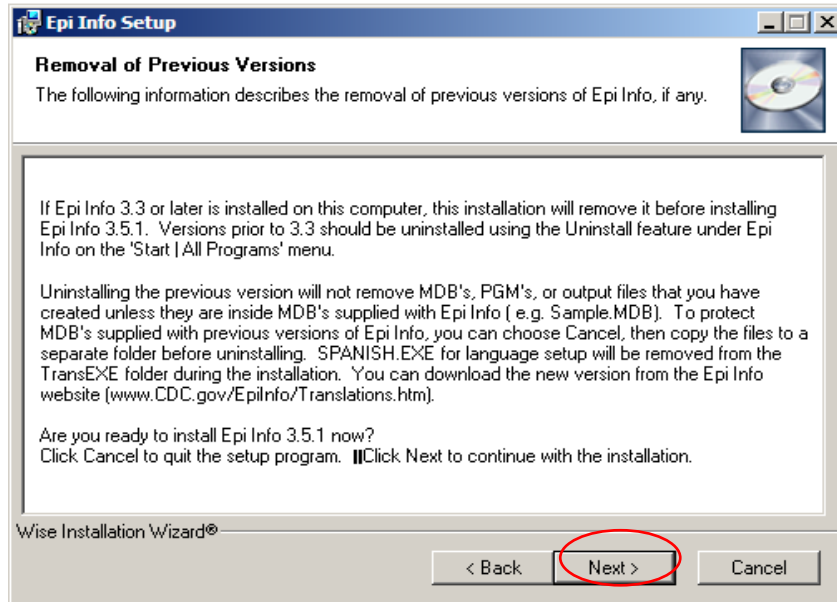 Epi Info Setup
Removal of Previous Versions
The following information describes the removal of previous versions of Epi Info, if any.
If Epi Info 3.3 or later is installed on this computer, this installation will remove it before installing
Epi Info 3.5.1.  Versions prior to 3.3 should be uninstalled using the Uninstall feature under Epi
Info on the 'Start | All Programs' menu.
Uninstalling the previous version will not remove MDB's, PGM's, or output files that you have
created unless they are inside MDB's supplied with Epi Info ( e.g. Sample.MDB).  To protect
MDB's supplied with previous versions of Epi Info, you can choose Cancel, then copy the files to a
separate folder before uninstalling.  SPANISH.EXE for language setup will be removed from the
TransEXE folder during the installation.  You can download the new version from the Epi Info
website (www.CDC.gov/EpiInfo/Translations.htm).
Are you ready to install Epi Info 3.5.1 now?
Click Cancel to quit the setup program.  ||Click Next to continue with the installation.
Wise Installation Wizard®
< Back Next > Cancel